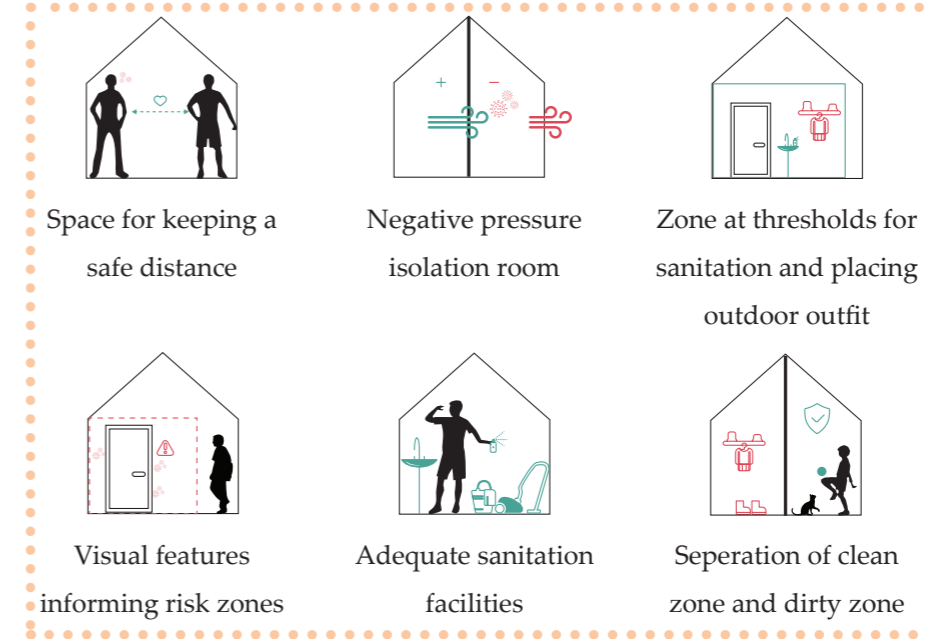 Space for keeping a
safe distance
Negative pressure
isolation room
Zone at thresholds for
sanitation and placing
outdoor outfit
Visual features
informing risk zones
Adequate sanitation
facilities
Seperation of clean
zone and dirty zone